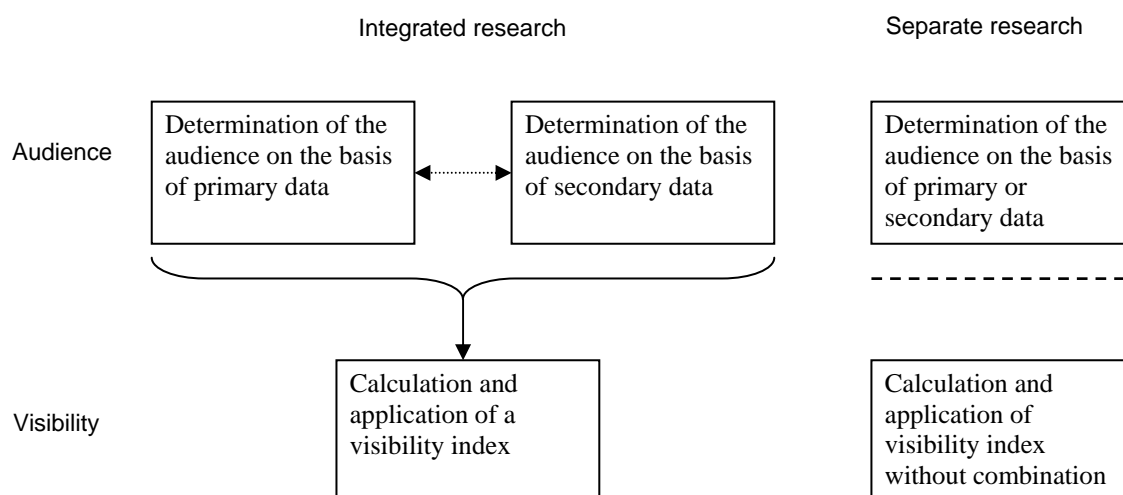 Integrated research
Separate research
Audience
Determination of the
audience on the basis
of primary data
Determination of the
audience on the basis
of secondary data
Determination of the
audience on the basis
of primary or
secondary data
Visibility
Calculation and
application of a
visibility index
Calculation and
application of
visibility index
without combination